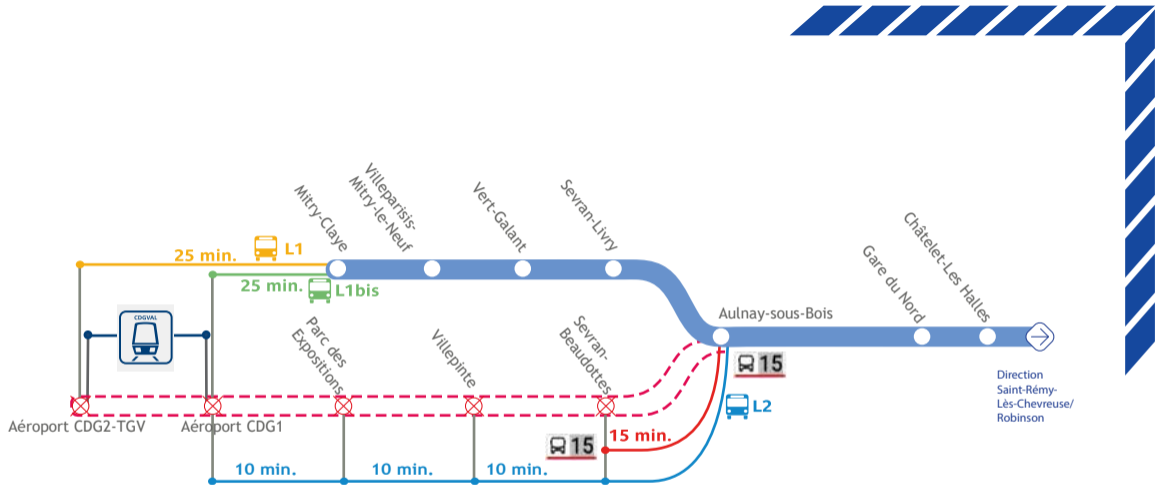 Mitry-Claye
Villeparisis-
Mitry-le-Neuf
Vert-Galant
Sevran-Livry
Châtelet-Les Halles
Gare du Nord
25 min.
L1
25 min.
L1bis
CDGVAL
Aulnay-sous-Bois
Parc des
Expositions
Villepinte
Sevran-
Beaudottes
15
L2
Direction
Saint-Rémy-
Lès-Chevreuse/
Robinson
Aéroport CDG2-TGV
Aéroport CDG1
15
15 min.
10 min.
10 min.
10 min.